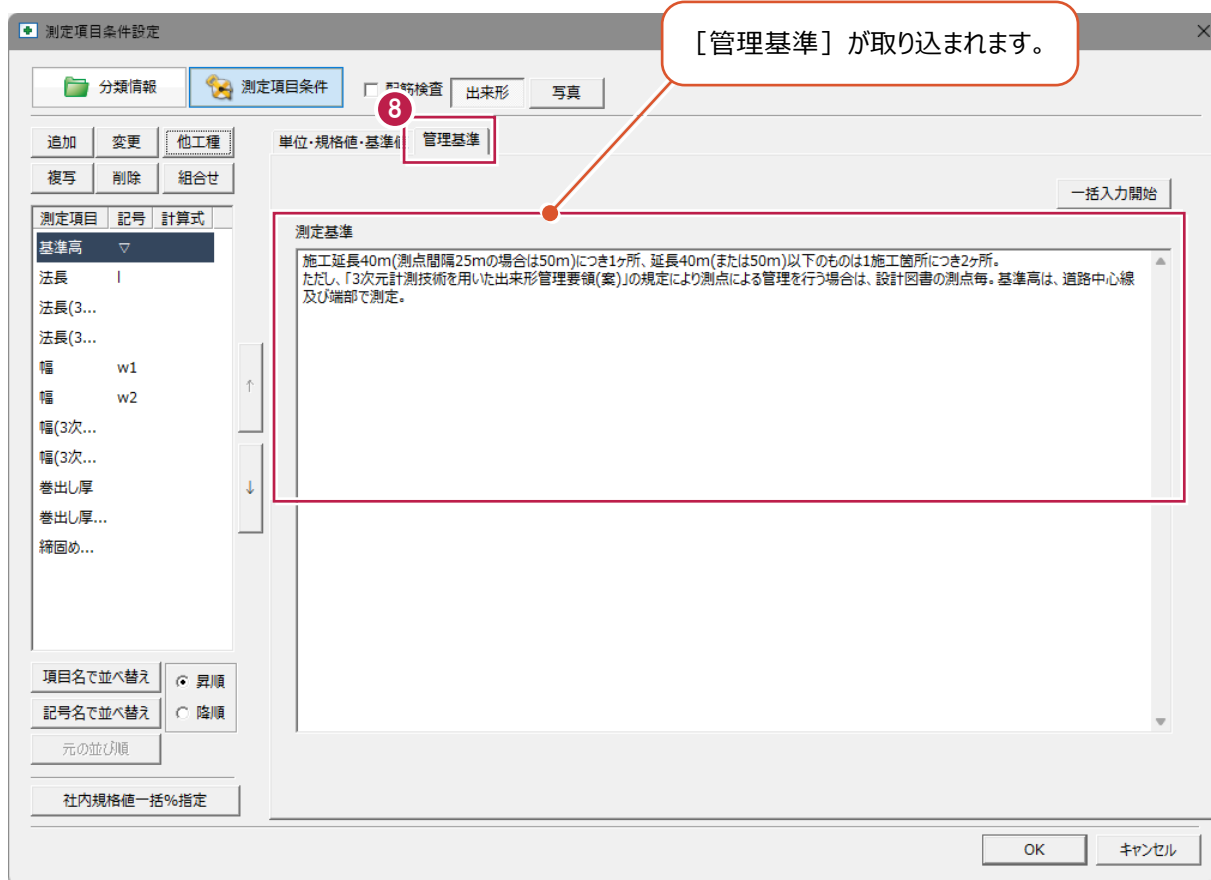 測定項目条件設定
[管理基準] が取り込まれます。
分類情報
測定項目条件
配筋検査
出来形
写真
8
追加
変更
他工種
複写
削除
組合せ
単位・規格値・基準値
管理基準
一括入力開始
測定項目 記号 計算式
基準高 ▽
法長 l
法長(3...
法長(3...
幅 w1
幅 w2
幅(3次...
幅(3次...
巻出し厚
巻出し厚...
締固め...
↑
↓
測定基準
施工延長40m(測点間隔25mの場合は50m)につき1ヶ所、延長40m(または50m)以下のものは1施工箇所につき2ヶ所。
ただし、「3次元計測技術を用いた出来形管理要領(案)」の規定により測点による管理を行う場合は、設計図書の測点毎。基準高は、道路中心線
及び端部で測定。
項目名で並べ替え
記号名で並べ替え
昇順
降順
元の並び順
社内規格値一括%指定
OK
キャンセル